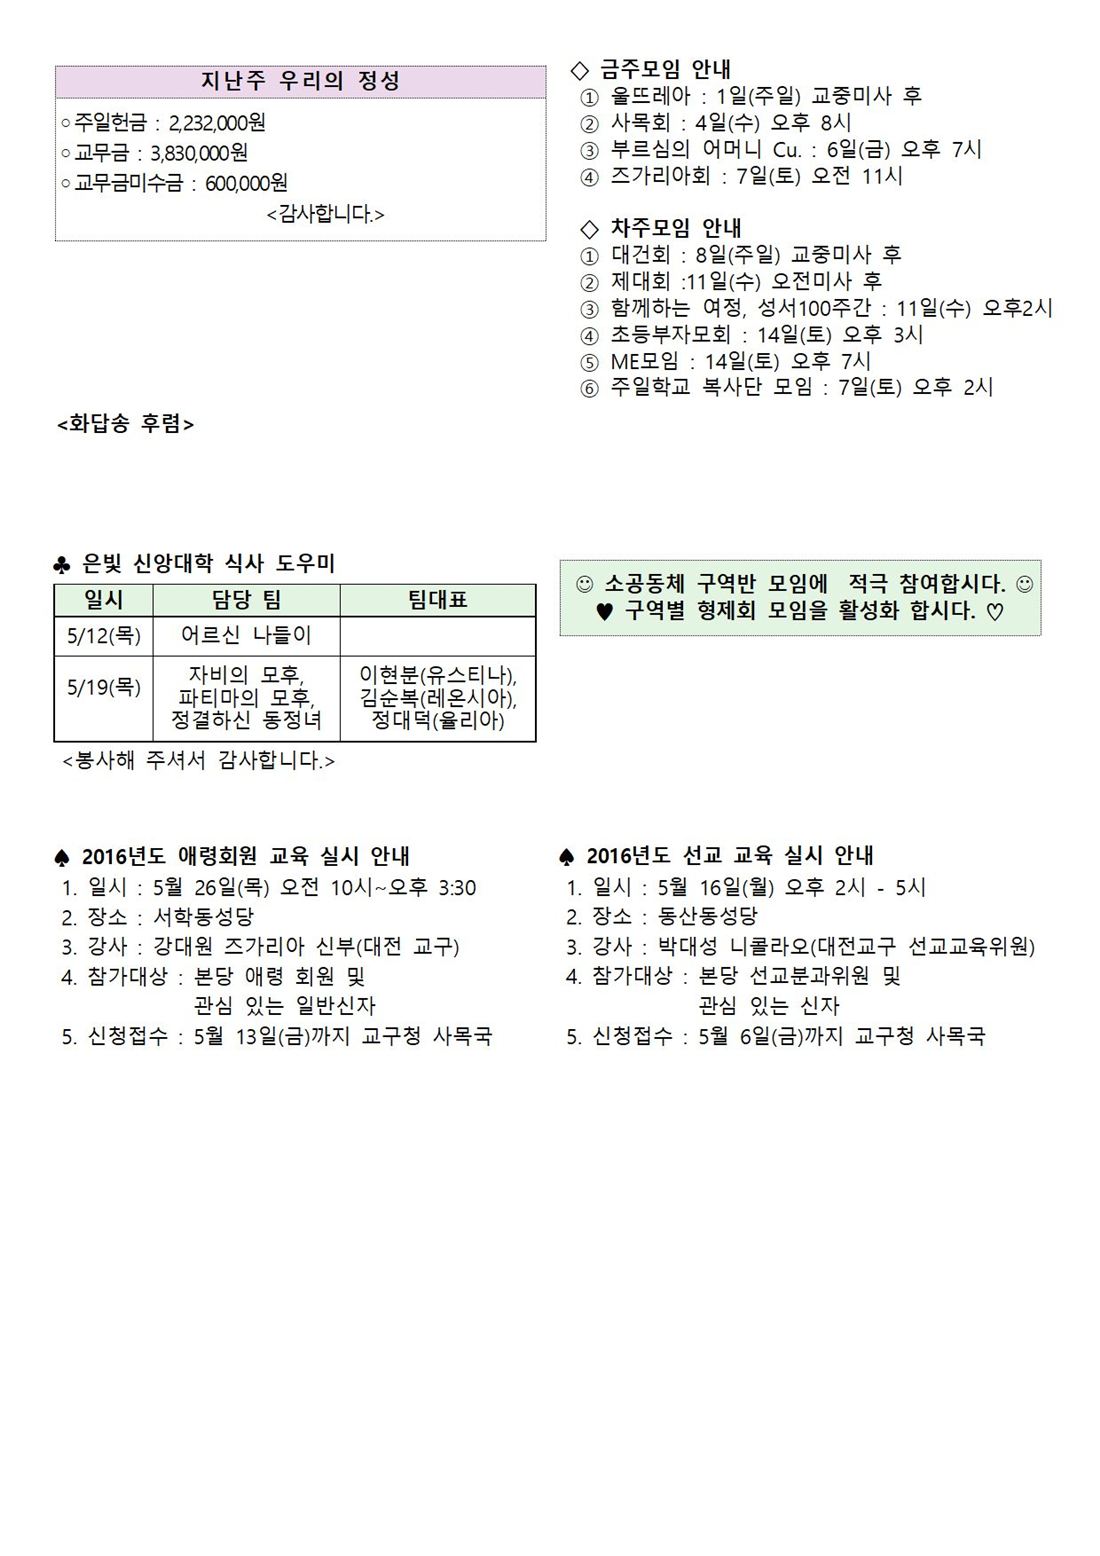 지난주 우리의 정성
○ 주일헌금 : 2,232,000원
○ 교무금 : 3,830,000원
○ 교무금미수금 : 600,000원
<감사합니다.>
◇ 금주모임 안내
① 울뜨레아 : 1일(주일) 교중미사 후
② 사목회 : 4일(수) 오후 8시
③ 부르심의 어머니 Cu. : 6일(금) 오후 7시
④ 즈가리아회 : 7일(토) 오전 11시
◇ 차주모임 안내
① 대건회 : 8일(주일) 교중미사 후
② 제대회 :11일(수) 오전미사 후
③ 함께하는 여정, 성서100주간 : 11일(수) 오후2시
④ 초등부자모회 : 14일(토) 오후 3시
⑤ ME모임 : 14일(토) 오후 7시
⑥ 주일학교 복사단 모임 : 7일(토) 오후 2시
<화답송 후렴>
♣ 은빛 신앙대학 식사 도우미
일시 담당 팀 팀대표
5/12(목) 어르신 나들이
5/19(목) 자비의 모후, 이현분(유스티나),
파티마의 모후, 김순복(레온시아),
정결하신 동정녀 정대덕(율리아)
<봉사해 주셔서 감사합니다.>
☺ 소공동체 구역반 모임에 적극 참여합시다. ☺
♥ 구역별 형제회 모임을 활성화 합시다. ♡
♠ 2016년도 애령회원 교육 실시 안내
1. 일시 : 5월 26일(목) 오전 10시~오후 3:30
2. 장소 : 서학동성당
3. 강사 : 강대원 즈가리아 신부(대전 교구)
4. 참가대상 : 본당 애령 회원 및
관심 있는 일반신자
5. 신청접수 : 5월 13일(금)까지 교구청 사목국
♠ 2016년도 선교 교육 실시 안내
1. 일시 : 5월 16일(월) 오후 2시 - 5시
2. 장소 : 동산동성당
3. 강사 : 박대성 니콜라오(대전교구 선교교육위원)
4. 참가대상 : 본당 선교분과위원 및
관심 있는 신자
5. 신청접수 : 5월 6일(금)까지 교구청 사목국